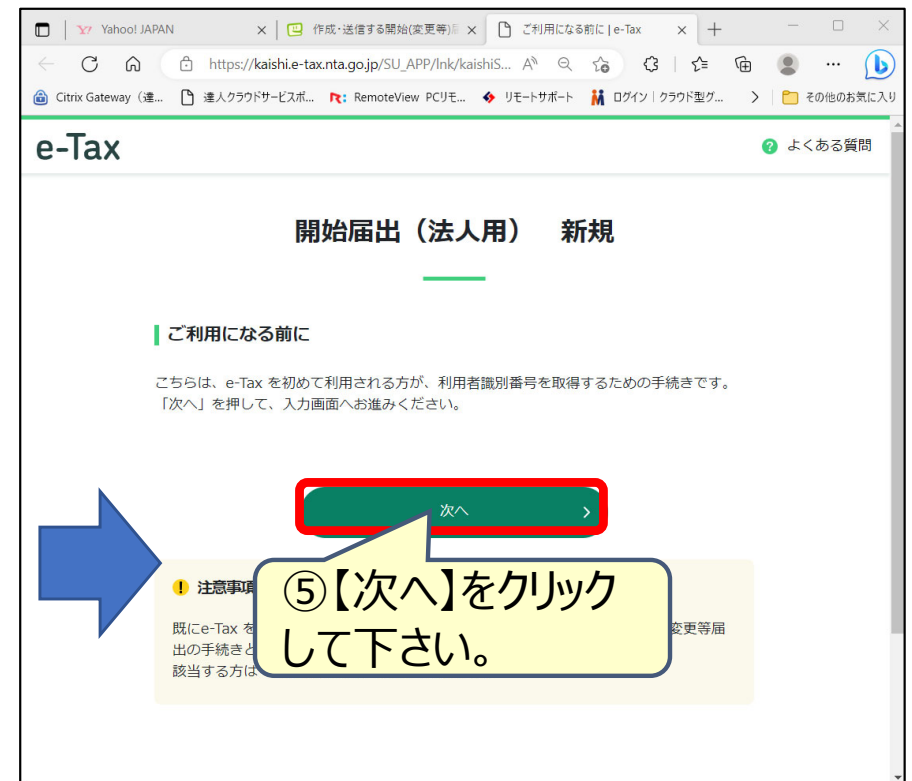 Yahoo! JAPAN
作成・送信する開始(変更等)
ご利用になる前に | e-Tax
https://kaishi.e-tax.nta.go.jp/SU_APP/lnk/kaishiS...
Citrix Gateway（達...
達人クラウドサービスポ...
RemoteView PCリモ...
リモートサポート
ログイン | クラウド型グ...
その他のお気に入り
e-Tax
よくある質問
開始届出（法人用）　新規
ご利用になる前に
こちらは、e-Tax を初めて利用される方が、利用者識別番号を取得するための手続きです。
「次へ」を押して、入力画面へお進みください。
次へ
⑤【次へ】をクリック
して下さい。
注意事項
既にe-Tax を
変更等届
出の手続きと
該当する方は